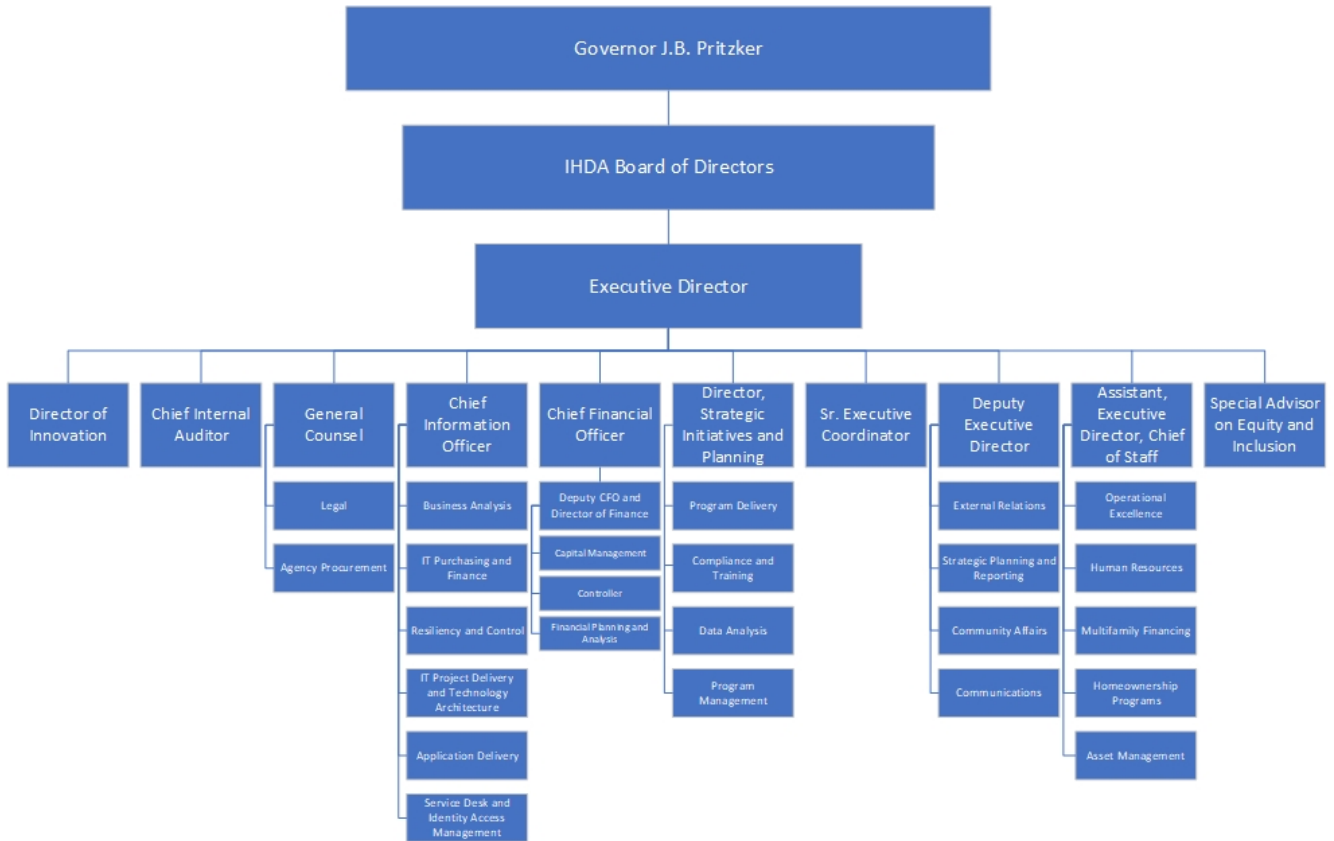 Governor J.B. Pritzker
IHDA Board of Directors
Executive Director
Director of
Innovation
Chief Internal
Auditor
General
Counsel
Chief
Information
Officer
Chief Financial
Officer
Director,
Strategic
Initiatives and
Planning
Sr. Executive
Coordinator
Deputy
Executive
Director
Assistant,
Executive
Director, Chief
of Staff
Special Advisor
on Equity and
Inclusion
Legal
Agency Procurement
Business Analysis
IT Purchasing and
Finance
Resiliency and Control
IT Project Delivery
and Technology
Architecture
Application Delivery
Service Desk and
Identity Access
Management
Deputy CFO and
Director of Finance
Capital Management
Controller
Financial Planning and
Analysis
Program Delivery
Compliance and
Training
Data Analysis
Program
Management
External Relations
Strategic Planning and
Reporting
Community Affairs
Communications
Operational
Excellence
Human Resources
Multifamily Financing
Homeownership
Programs
Asset Management